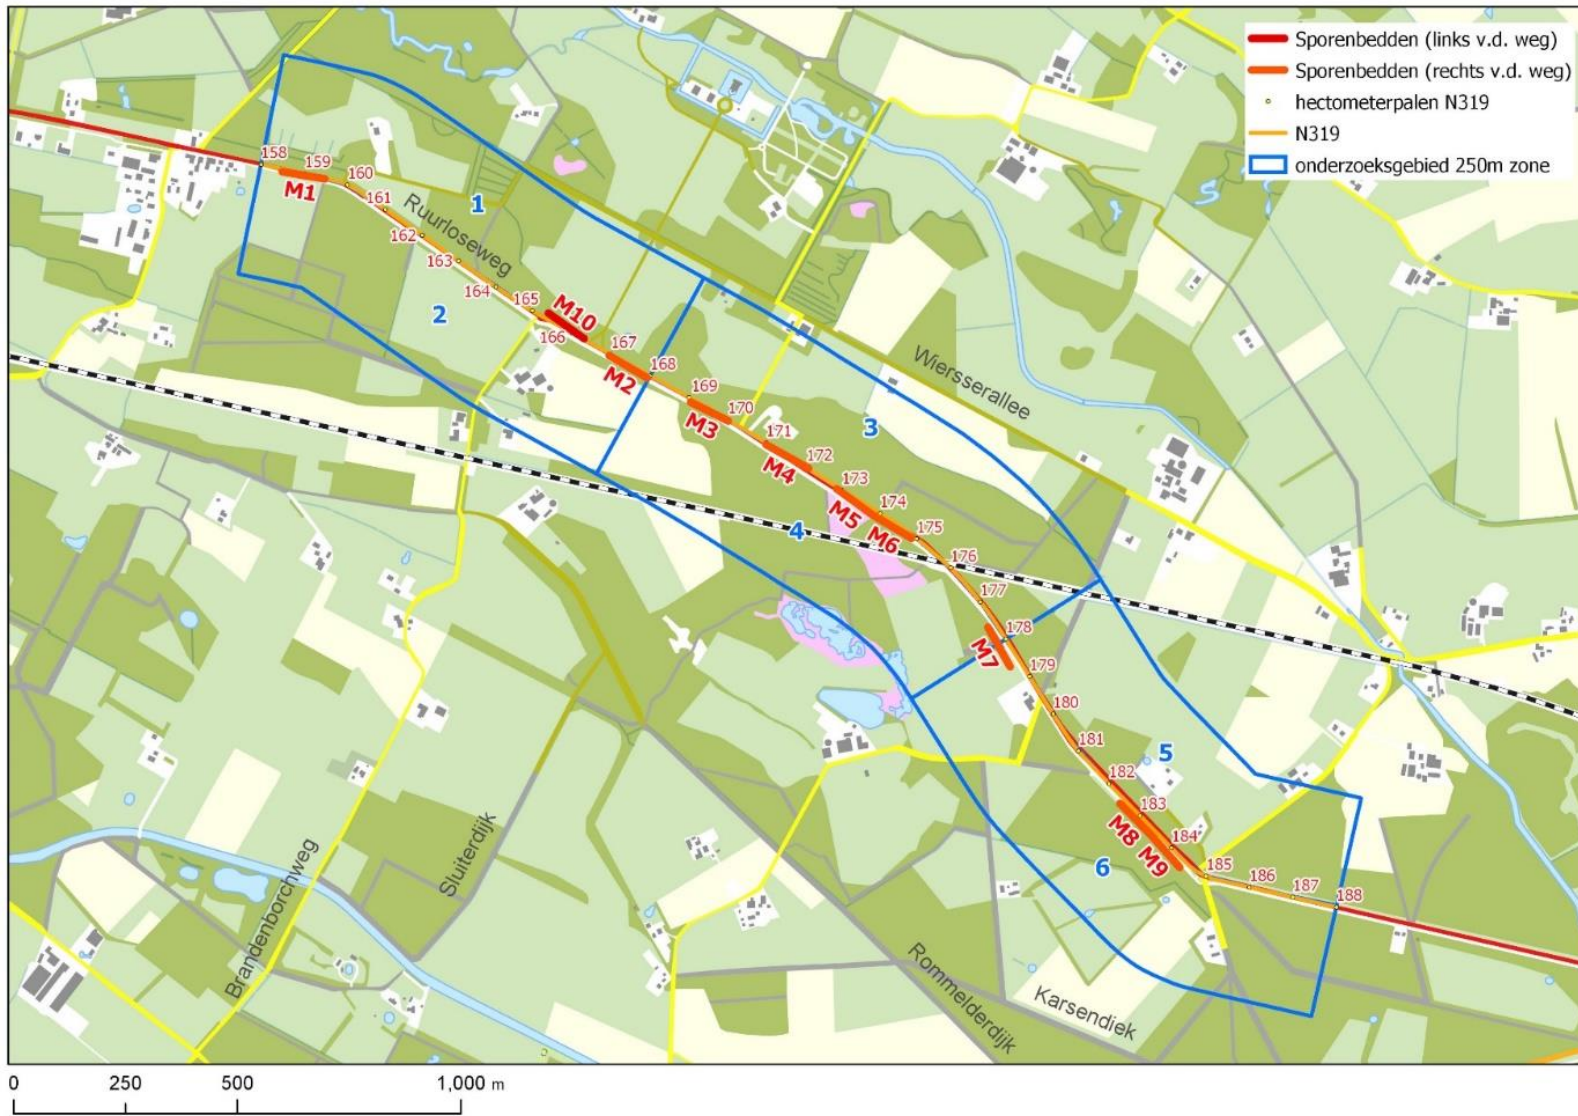 Sporenbedden (links v.d. weg)
Sporenbedden (rechts v.d. weg)
hectometerpalen N319
N319
onderzoeksgebied 250m zone
158
159
M1
160
161
162
163
164
165
Ruurloseweg
1
2
M10
166
167
M2
168
169
M3
170
171
M4
172
Wiersserallee
3
173
M5
174
M6
175
4
176
177
178
M7
179
180
181
5
182
183
M8
184
M9
185
6
186
187
188
Brandenborchweg
Sluiterdijk
Rommelderdijk
Karsendiek
0
250
500
1,000 m